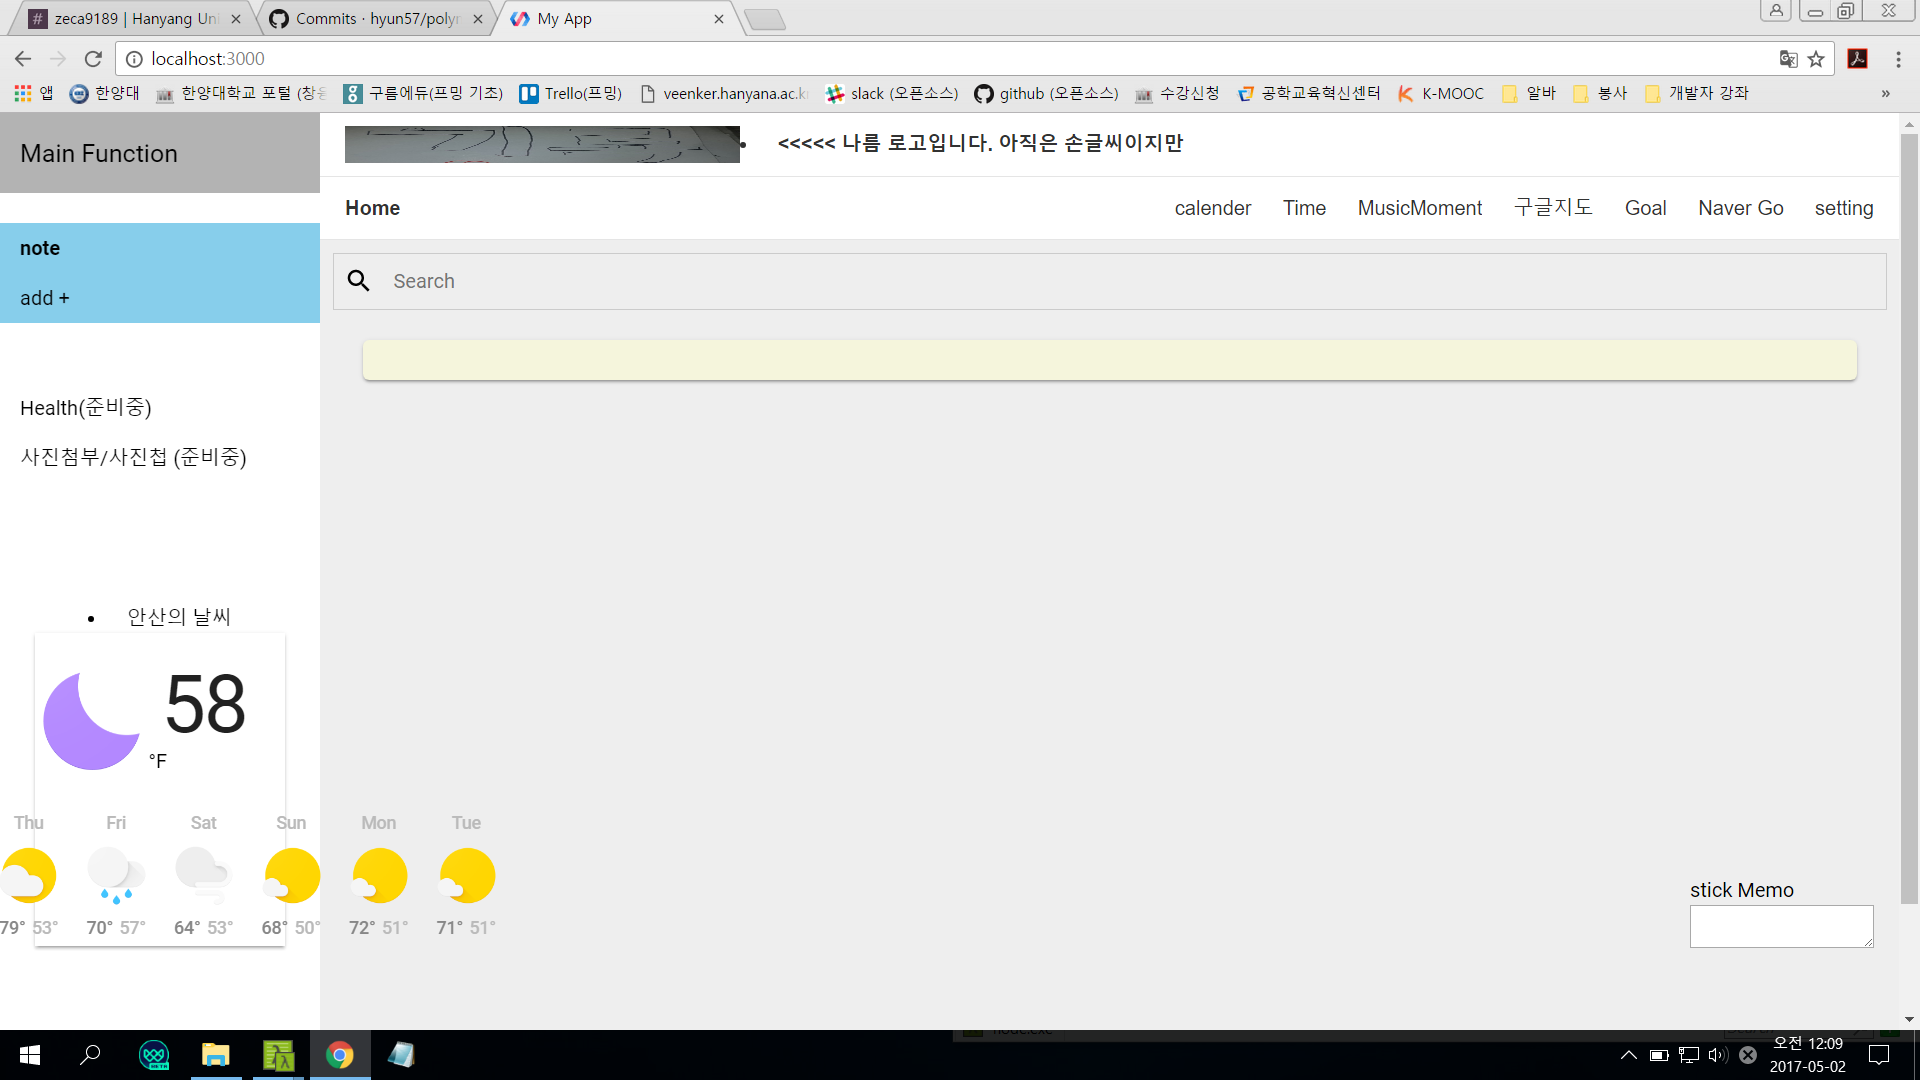 zeca9189 | Hanyang Uni
Commits · hyun57/polym
My App
localhost:3000
앱
한양대
한양대학교 포털 (창융
구름에듀(프밍 기초)
Trello(프밍)
veenker.hanyana.ac.k
slack (오픈소스)
github (오픈소스)
수강신청
공학교육혁신센터
K-MOOC
알바
봉사
개발자 강좌
»
Main Function
<<<<< 나름 로고입니다. 아직은 손글씨이지만
Home
calender
Time
MusicMoment
구글지도
Goal
Naver Go
setting
note
add +
Search
Health(준비중)
사진첨부/사진첩 (준비중)
안산의 날씨
58
°F
Thu Fri Sat Sun Mon Tue
79° 53° 70° 57° 64° 53° 68° 50° 72° 51° 71° 51°
stick Memo
오전 12:09
2017-05-02